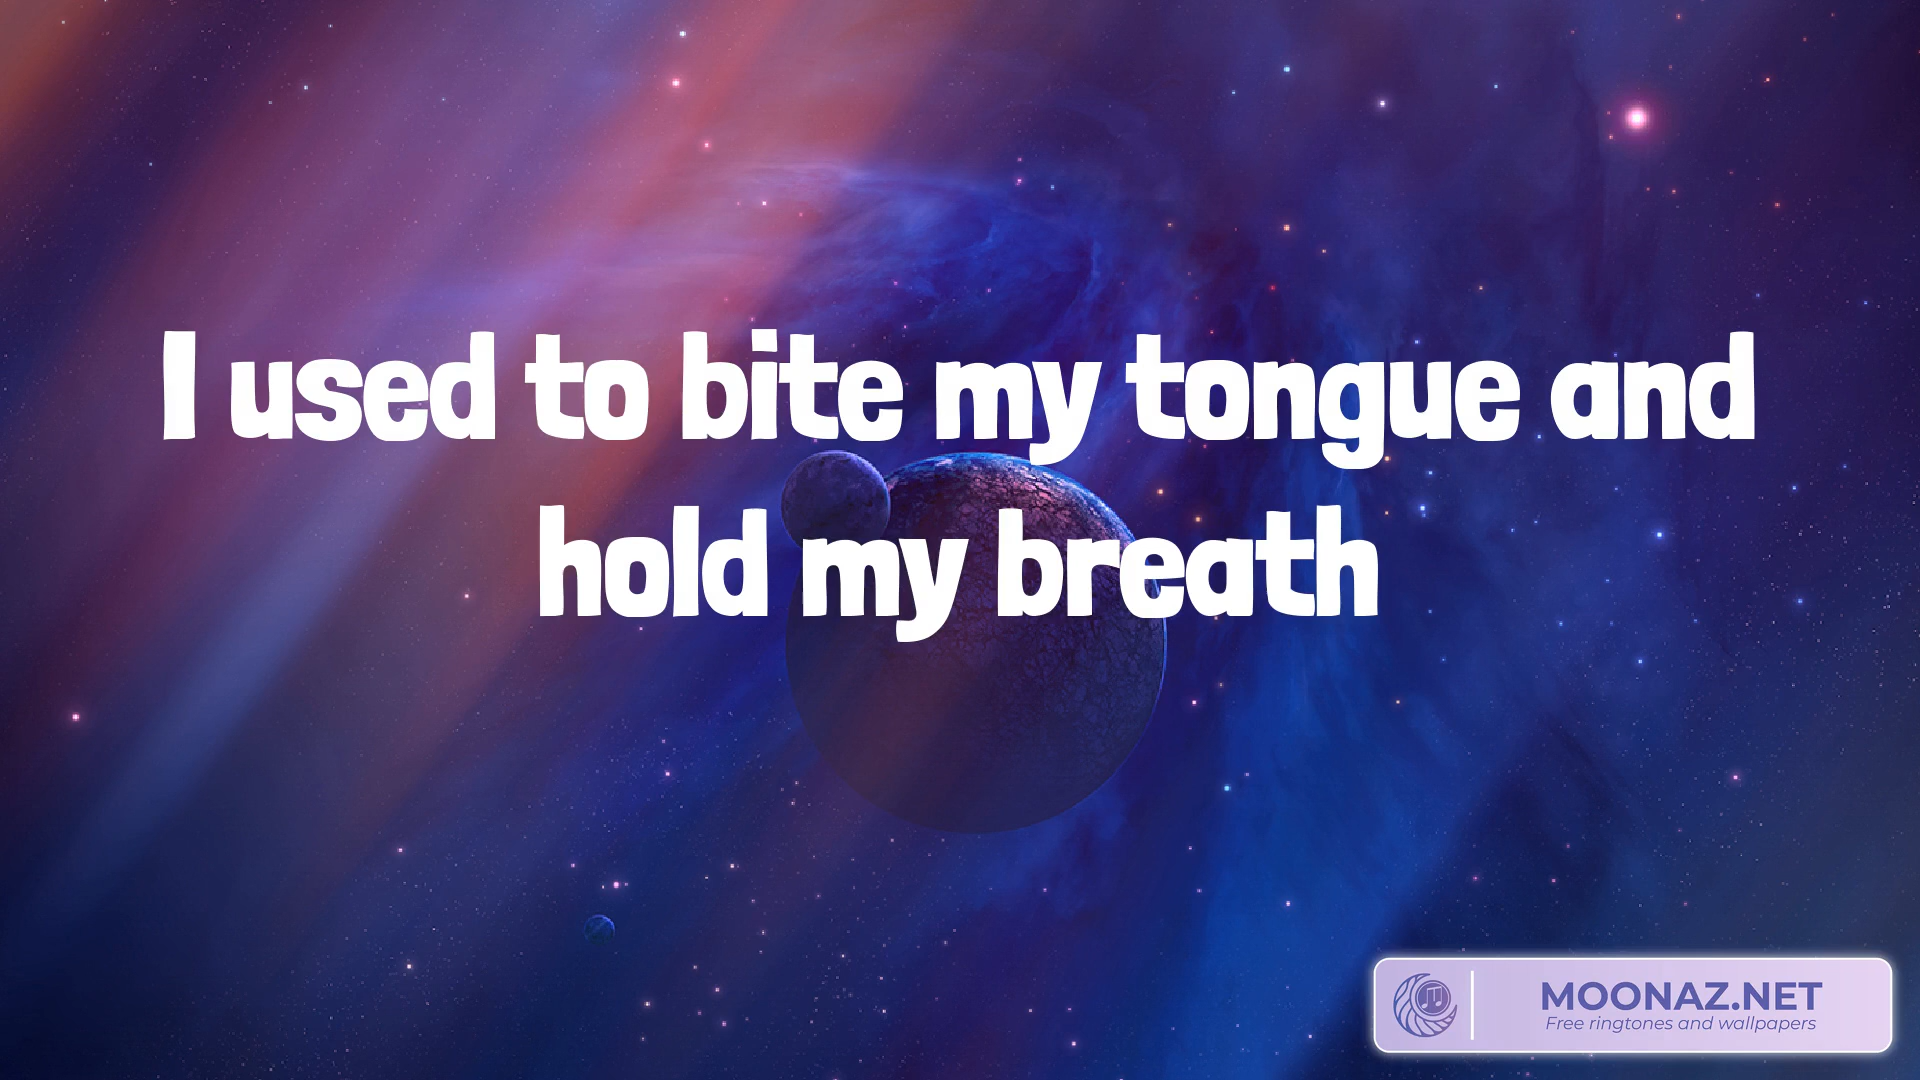 I used to bite my tongue and
hold my breath
MOONAZ.NET
Free ringtones and wallpapers